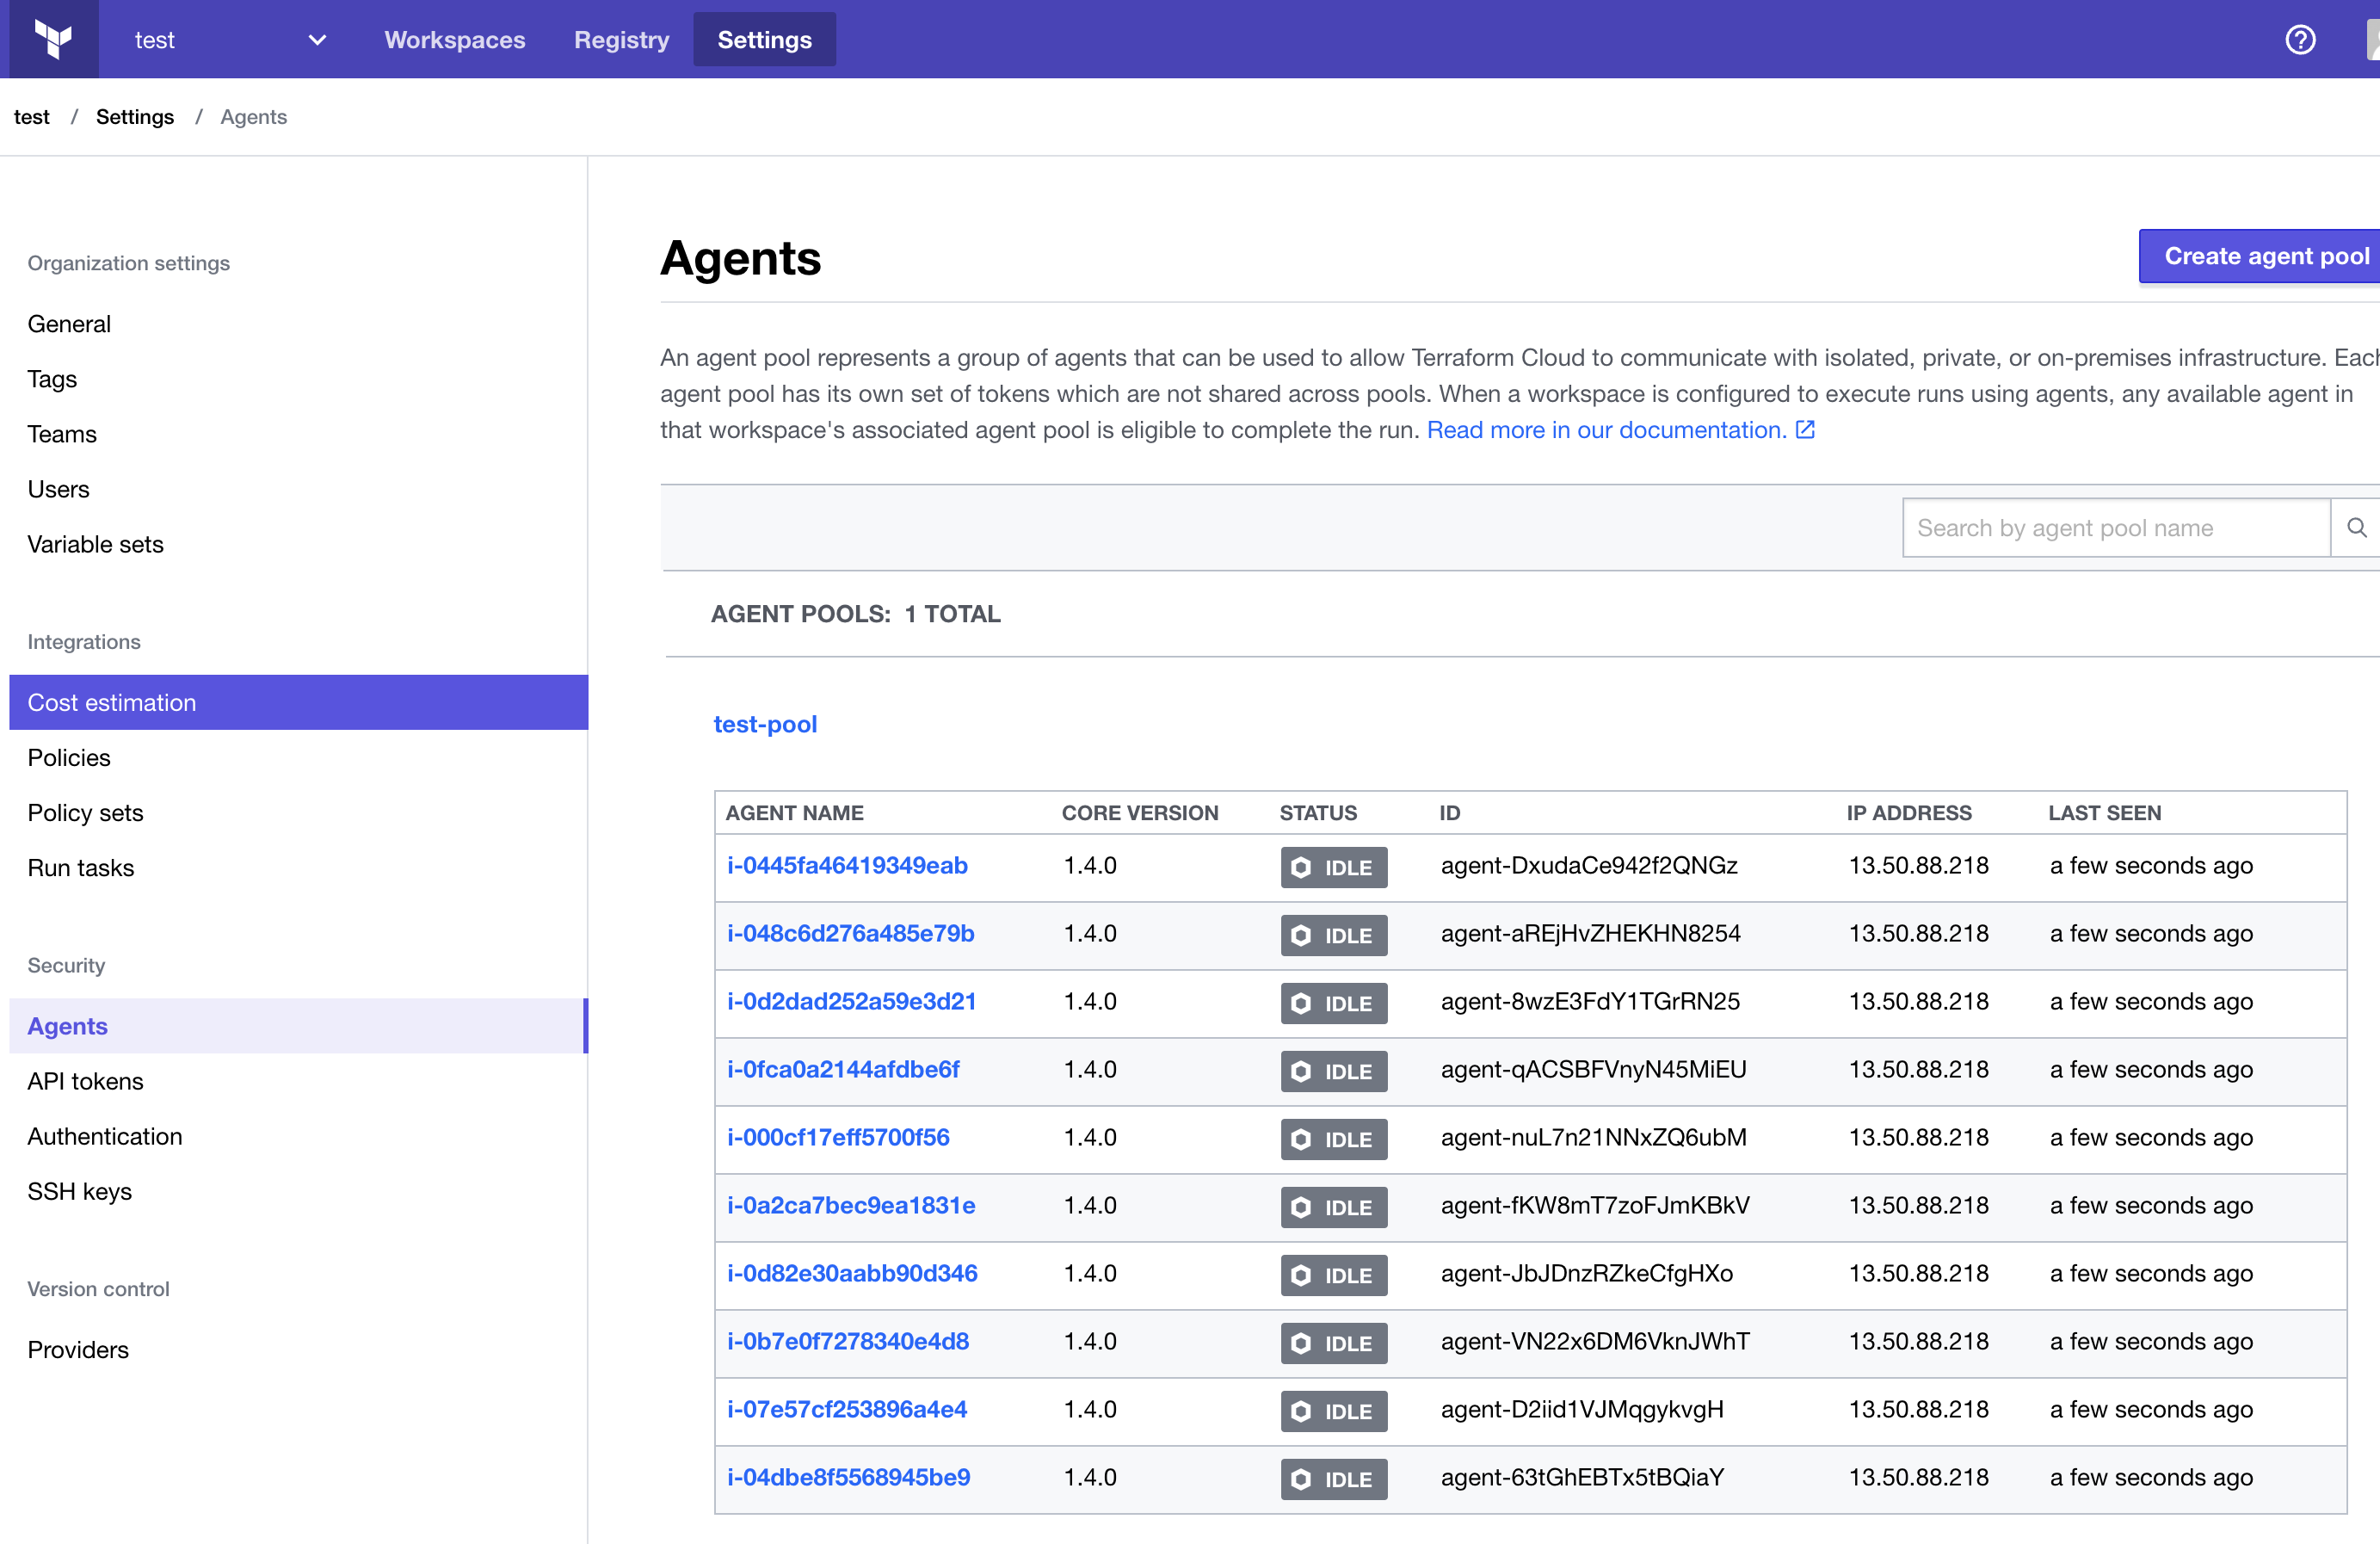 test Workspaces Registry Settings
test / Settings / Agents
Organization settings
General
Tags
Teams
Users
Variable sets
Integrations
Cost estimation
Policies
Policy sets
Run tasks
Security
Agents
API tokens
Authentication
SSH keys
Version control
Providers
Agents
Create agent pool
An agent pool represents a group of agents that can be used to allow Terraform Cloud to communicate with isolated, private, or on-premises infrastructure. Each
agent pool has its own set of tokens which are not shared across pools. When a workspace is configured to execute runs using agents, any available agent in
that workspace's associated agent pool is eligible to complete the run. Read more in our documentation.
Search by agent pool name
AGENT POOLS: 1 TOTAL
test-pool
AGENT NAME CORE VERSION STATUS ID IP ADDRESS LAST SEEN
i-0445fa46419349eab 1.4.0 IDLE agent-DxudaCe942f2QNGz 13.50.88.218 a few seconds ago
i-048c6d276a485e79b 1.4.0 IDLE agent-aREjHvZHEKHN8254 13.50.88.218 a few seconds ago
i-0d2dad252a59e3d21 1.4.0 IDLE agent-8wzE3FdY1TGrRN25 13.50.88.218 a few seconds ago
i-0fca0a2144afdbe6f 1.4.0 IDLE agent-qACSBFVnyN45MiEU 13.50.88.218 a few seconds ago
i-000cf17eff5700f56 1.4.0 IDLE agent-nuL7n21NNxZQ6ubM 13.50.88.218 a few seconds ago
i-0a2ca7bec9ea1831e 1.4.0 IDLE agent-fKW8mT7zoFJmKBkV 13.50.88.218 a few seconds ago
i-0d82e30aabb90d346 1.4.0 IDLE agent-JbJDnzRZkeCfgHXo 13.50.88.218 a few seconds ago
i-0b7e0f7278340e4d8 1.4.0 IDLE agent-VN22x6DM6VknJWhT 13.50.88.218 a few seconds ago
i-07e57cf253896a4e4 1.4.0 IDLE agent-D2iid1VJMqgykvgH 13.50.88.218 a few seconds ago
i-04dbe8f5568945be9 1.4.0 IDLE agent-63tGhEBTx5tBQiaY 13.50.88.218 a few seconds ago